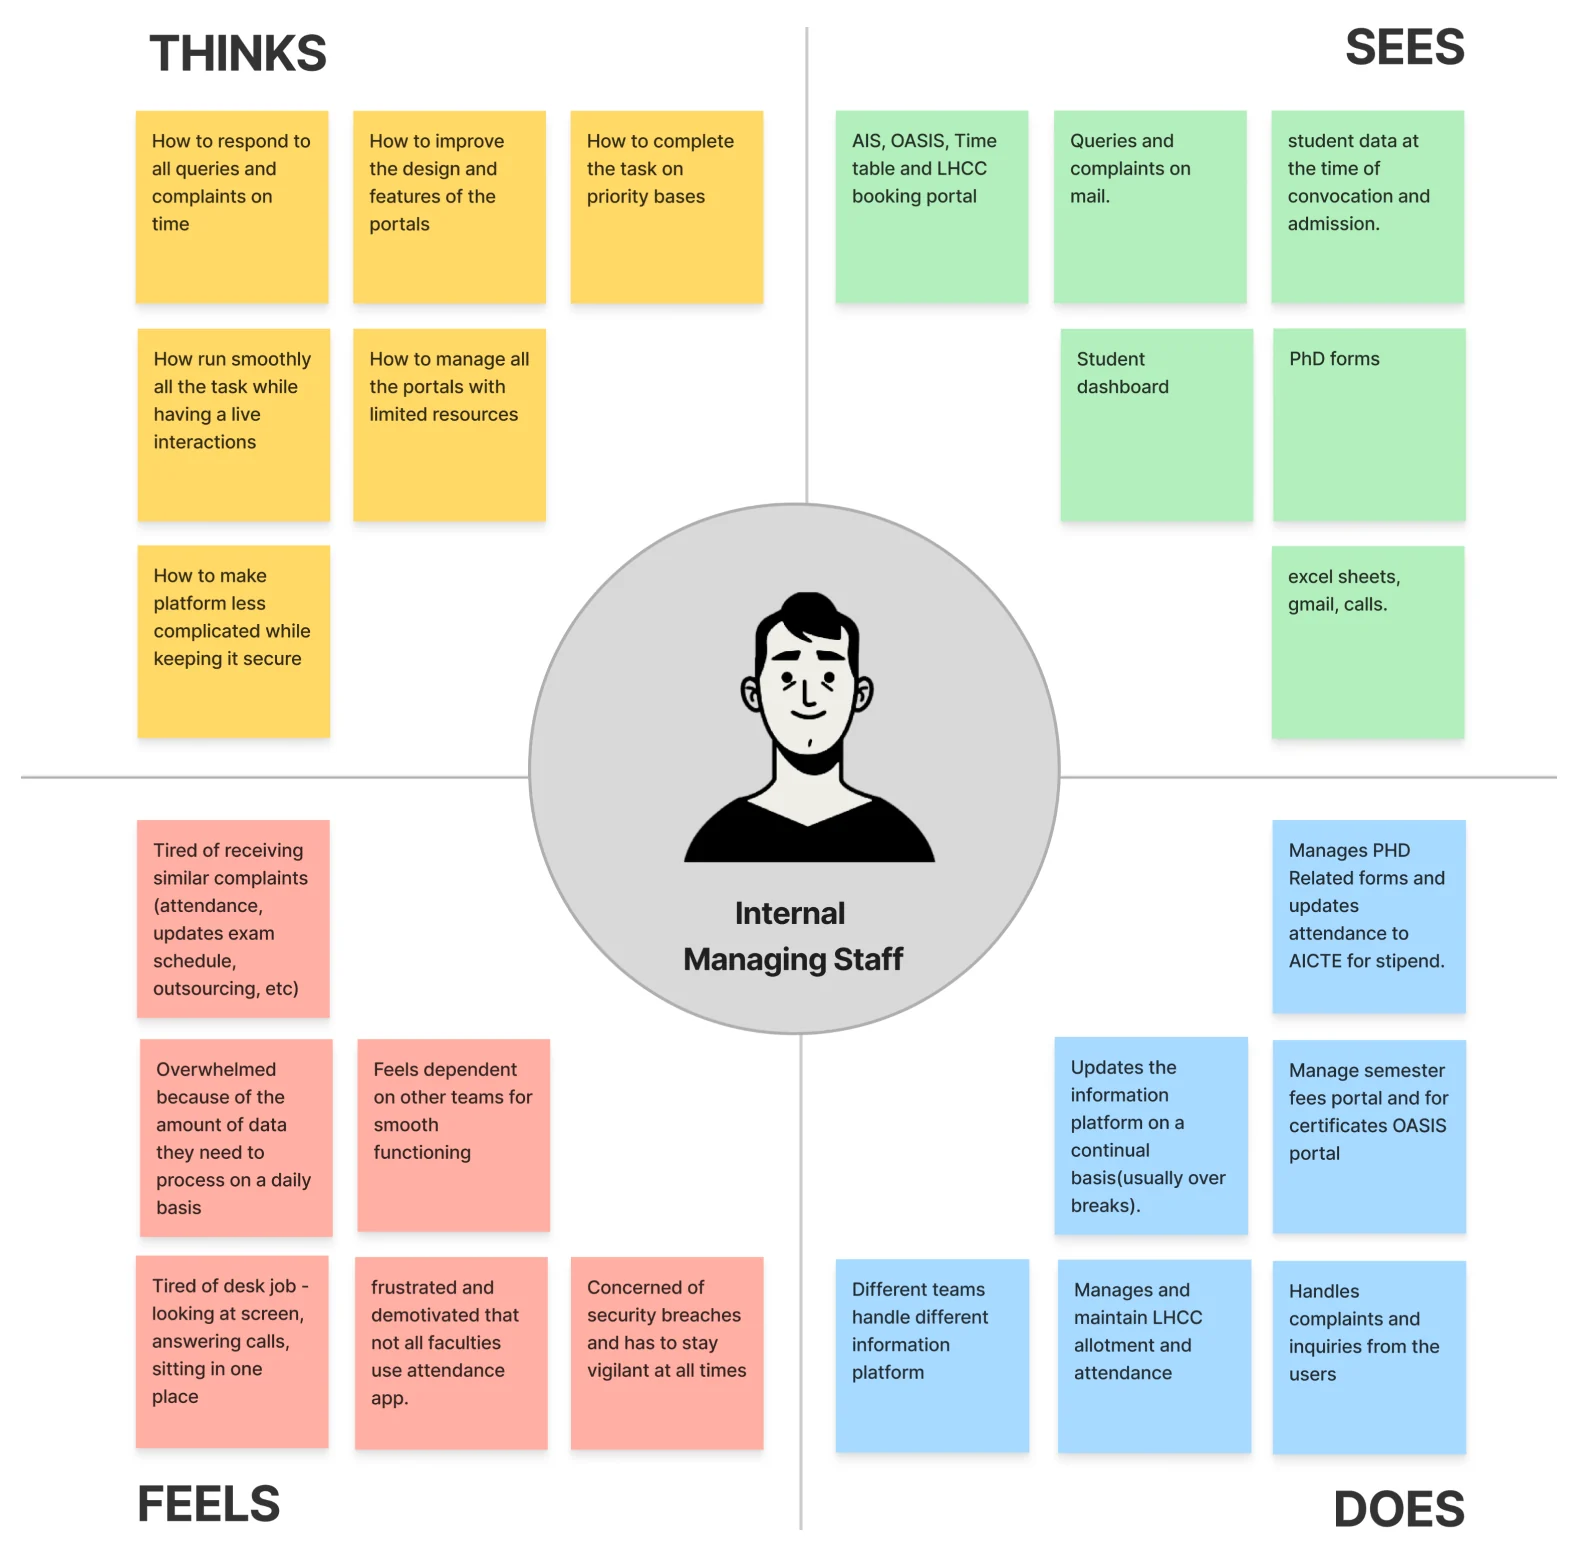 THINKS
How to respond to
all queries and
complaints on
time
How to improve
the design and
features of the
portals
How to complete
the task on
priority bases
How run smoothly
all the task while
having a live
interactions
How to manage all
the portals with
limited resources
How to make
platform less
complicated while
keeping it secure
SEES
AIS, OASIS, Time
table and LHCC
booking portal
Queries and
complaints on
mail.
student data at
the time of
convocation and
admission.
Student
dashboard
PhD forms
excel sheets,
gmail, calls.
Internal
Managing Staff
Tired of receiving
similar complaints
(attendance,
updates exam
schedule,
outsourcing, etc)
Overwhelmed
because of the
amount of data
they need to
process on a daily
basis
Feels dependent
on other teams for
smooth
functioning
Tired of desk job -
looking at screen,
answering calls,
sitting in one
place
frustrated and
demotivated that
not all faculties
use attendance
app.
Concerned of
security breaches
and has to stay
vigilant at all times
FEELS
Manages PHD
Related forms and
updates
attendance to
AICTE for stipend.
Updates the
information
platform on a
continual
basis(usually over
breaks).
Manage semester
fees portal and for
certificates OASIS
portal
Different teams
handle different
information
platform
Manages and
maintain LHCC
allotment and
attendance
Handles
complaints and
inquiries from the
users
DOES